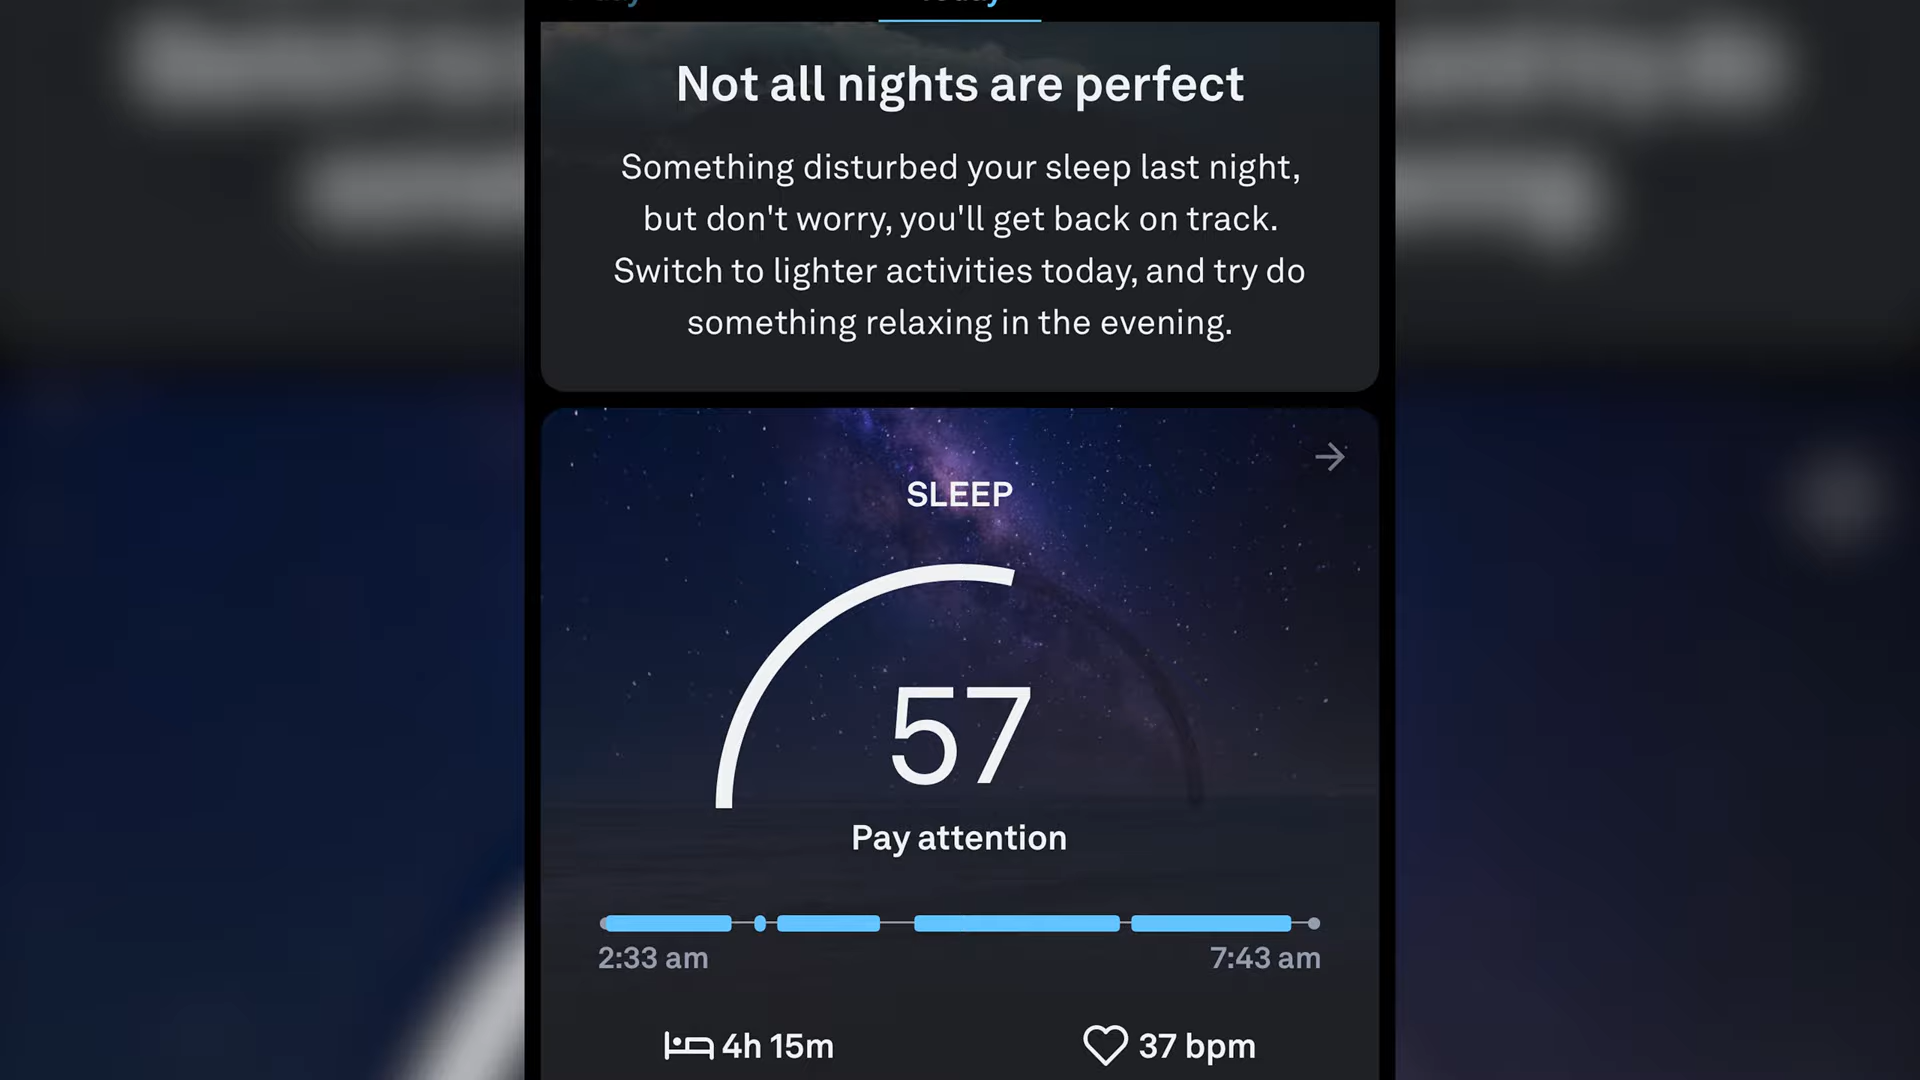 Not all nights are perfect
Something disturbed your sleep last night,
but don't worry, you'll get back on track.
Switch to lighter activities today, and try do
something relaxing in the evening.
SLEEP
57
Pay attention
2:33 am 7:43 am
4h 15m 37 bpm